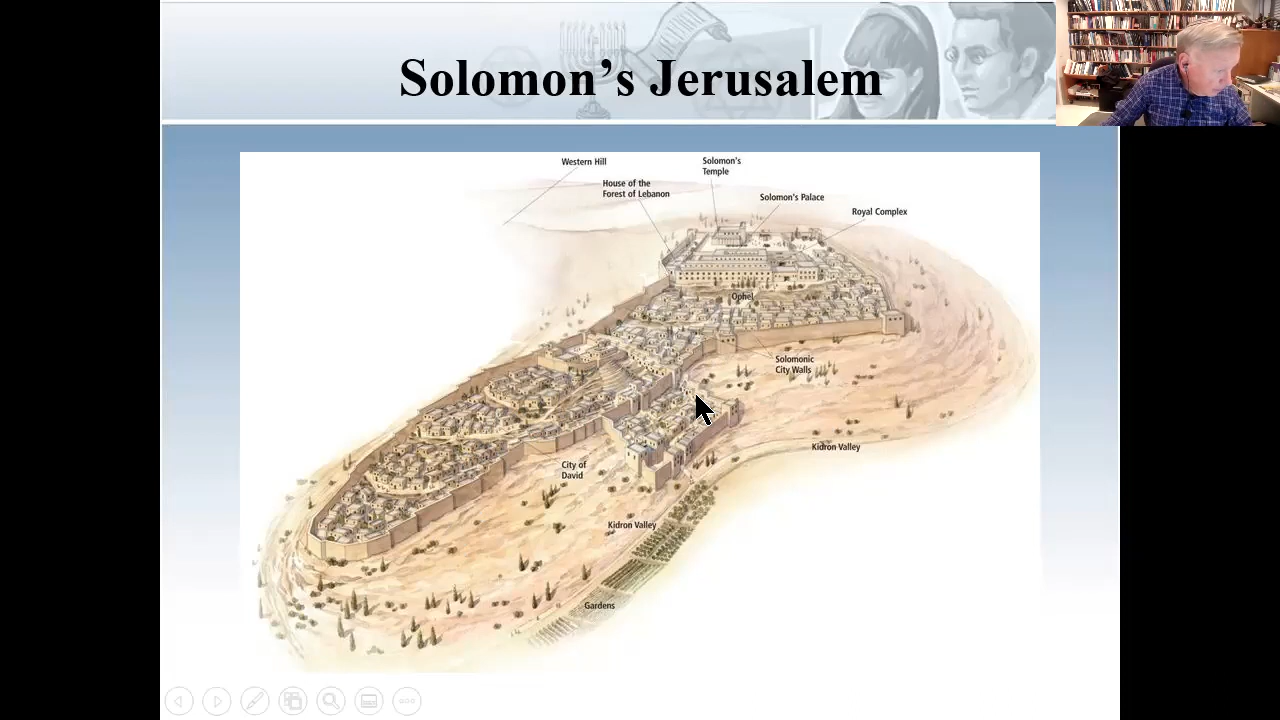 Solomon’s Jerusalem
Western Hill
Solomon's
Temple
House of the
Forest of Lebanon
Solomon's Palace
Royal Complex
Ophel
Solomonic
City Walls
Kidron Valley
City of
David
Kidron Valley
Gardens